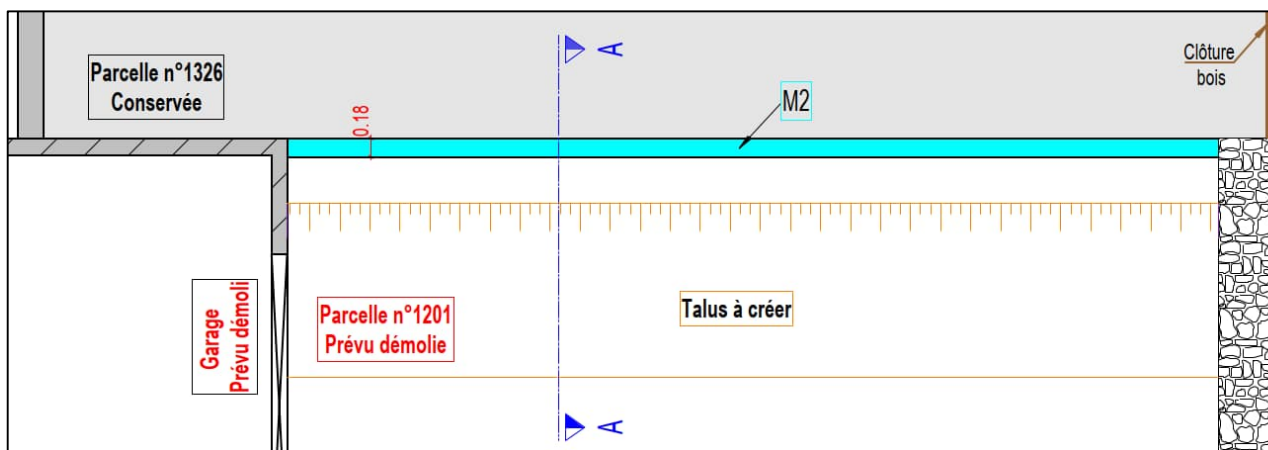 A
Clôture
bois
Parcelle n°1326
Conservée
M2
0.18
Garage
Prévu démoli
Parcelle n°1201
Prévu démolie
Talus à créer
A